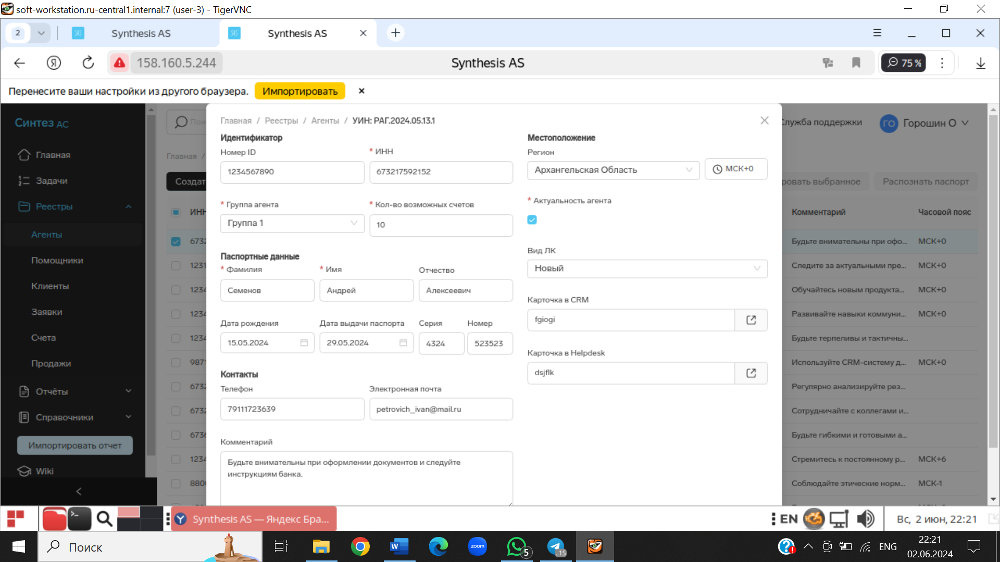 soft-workstation.ru-central1.internal:7 (user-3) - TigerVNC
2
SAS
Synthesis AS
SAS
Synthesis AS
158.160.5.244
Synthesis AS
75 %
Перенесите ваши настройки из другого браузера.
Импортировать
Синтез АС
Главная
Задачи
Реестры
Агенты
Помощники
Клиенты
Заявки
Счета
Продажи
Отчёты
Справочники
Импортировать отчет
Wiki
Главная /
Создат
ИНН
6732
1231
1234
1234
1234
9871
6732
6732
6736
1234
8800
Главная / Реестры / Агенты / УИН: РАГ.2024.05.13.1
Идентификатор
Номер ID
* ИНН
1234567890
673217592152
* Группа агента
* Кол-во возможных счетов
Группа 1
10
Паспортные данные
* Фамилия
* Имя
Отчество
Семенов
Андрей
Алексеевич
Дата рождения
Дата выдачи паспорта
Серия
Номер
15.05.2024
29.05.2024
4324
523523
Контакты
Телефон
Электронная почта
79111723639
petrovich_ivan@mail.ru
Комментарий
Будьте внимательны при оформлении документов и следуйте
инструкциям банка.
Местоположение
Регион
Архангельская Область
МСК+0
* Актуальность агента
Вид ЛК
Новый
Карточка в CRM
fgiogi
Карточка в Helpdesk
dsjflk
Служба поддержки
ГО
Горошин О
ровать выбранное
Распознать паспорт
Комментарий
Часовой пояс
Будьте внимательны при офо...
МСК+0
Следите за актуальными пре...
МСК+0
Обучайтесь новым продукта...
МСК+0
Развивайте навыки коммуни...
МСК+0
Будьте терпеливы и тактичны...
Используйте CRM-систему д...
МСК+0
Регулярно анализируйте рез...
Сотрудничайте с коллегами и...
Будьте гибкими и готовыми а...
Стремитесь к постоянному р...
МСК+6
Соблюдайте этические норм...
МСК-1
Synthesis AS — Яндекс Бра...
EN
Вс, 2 июн, 22:21
Поиск
zoom
5
..15
ENG
22:21
02.06.2024